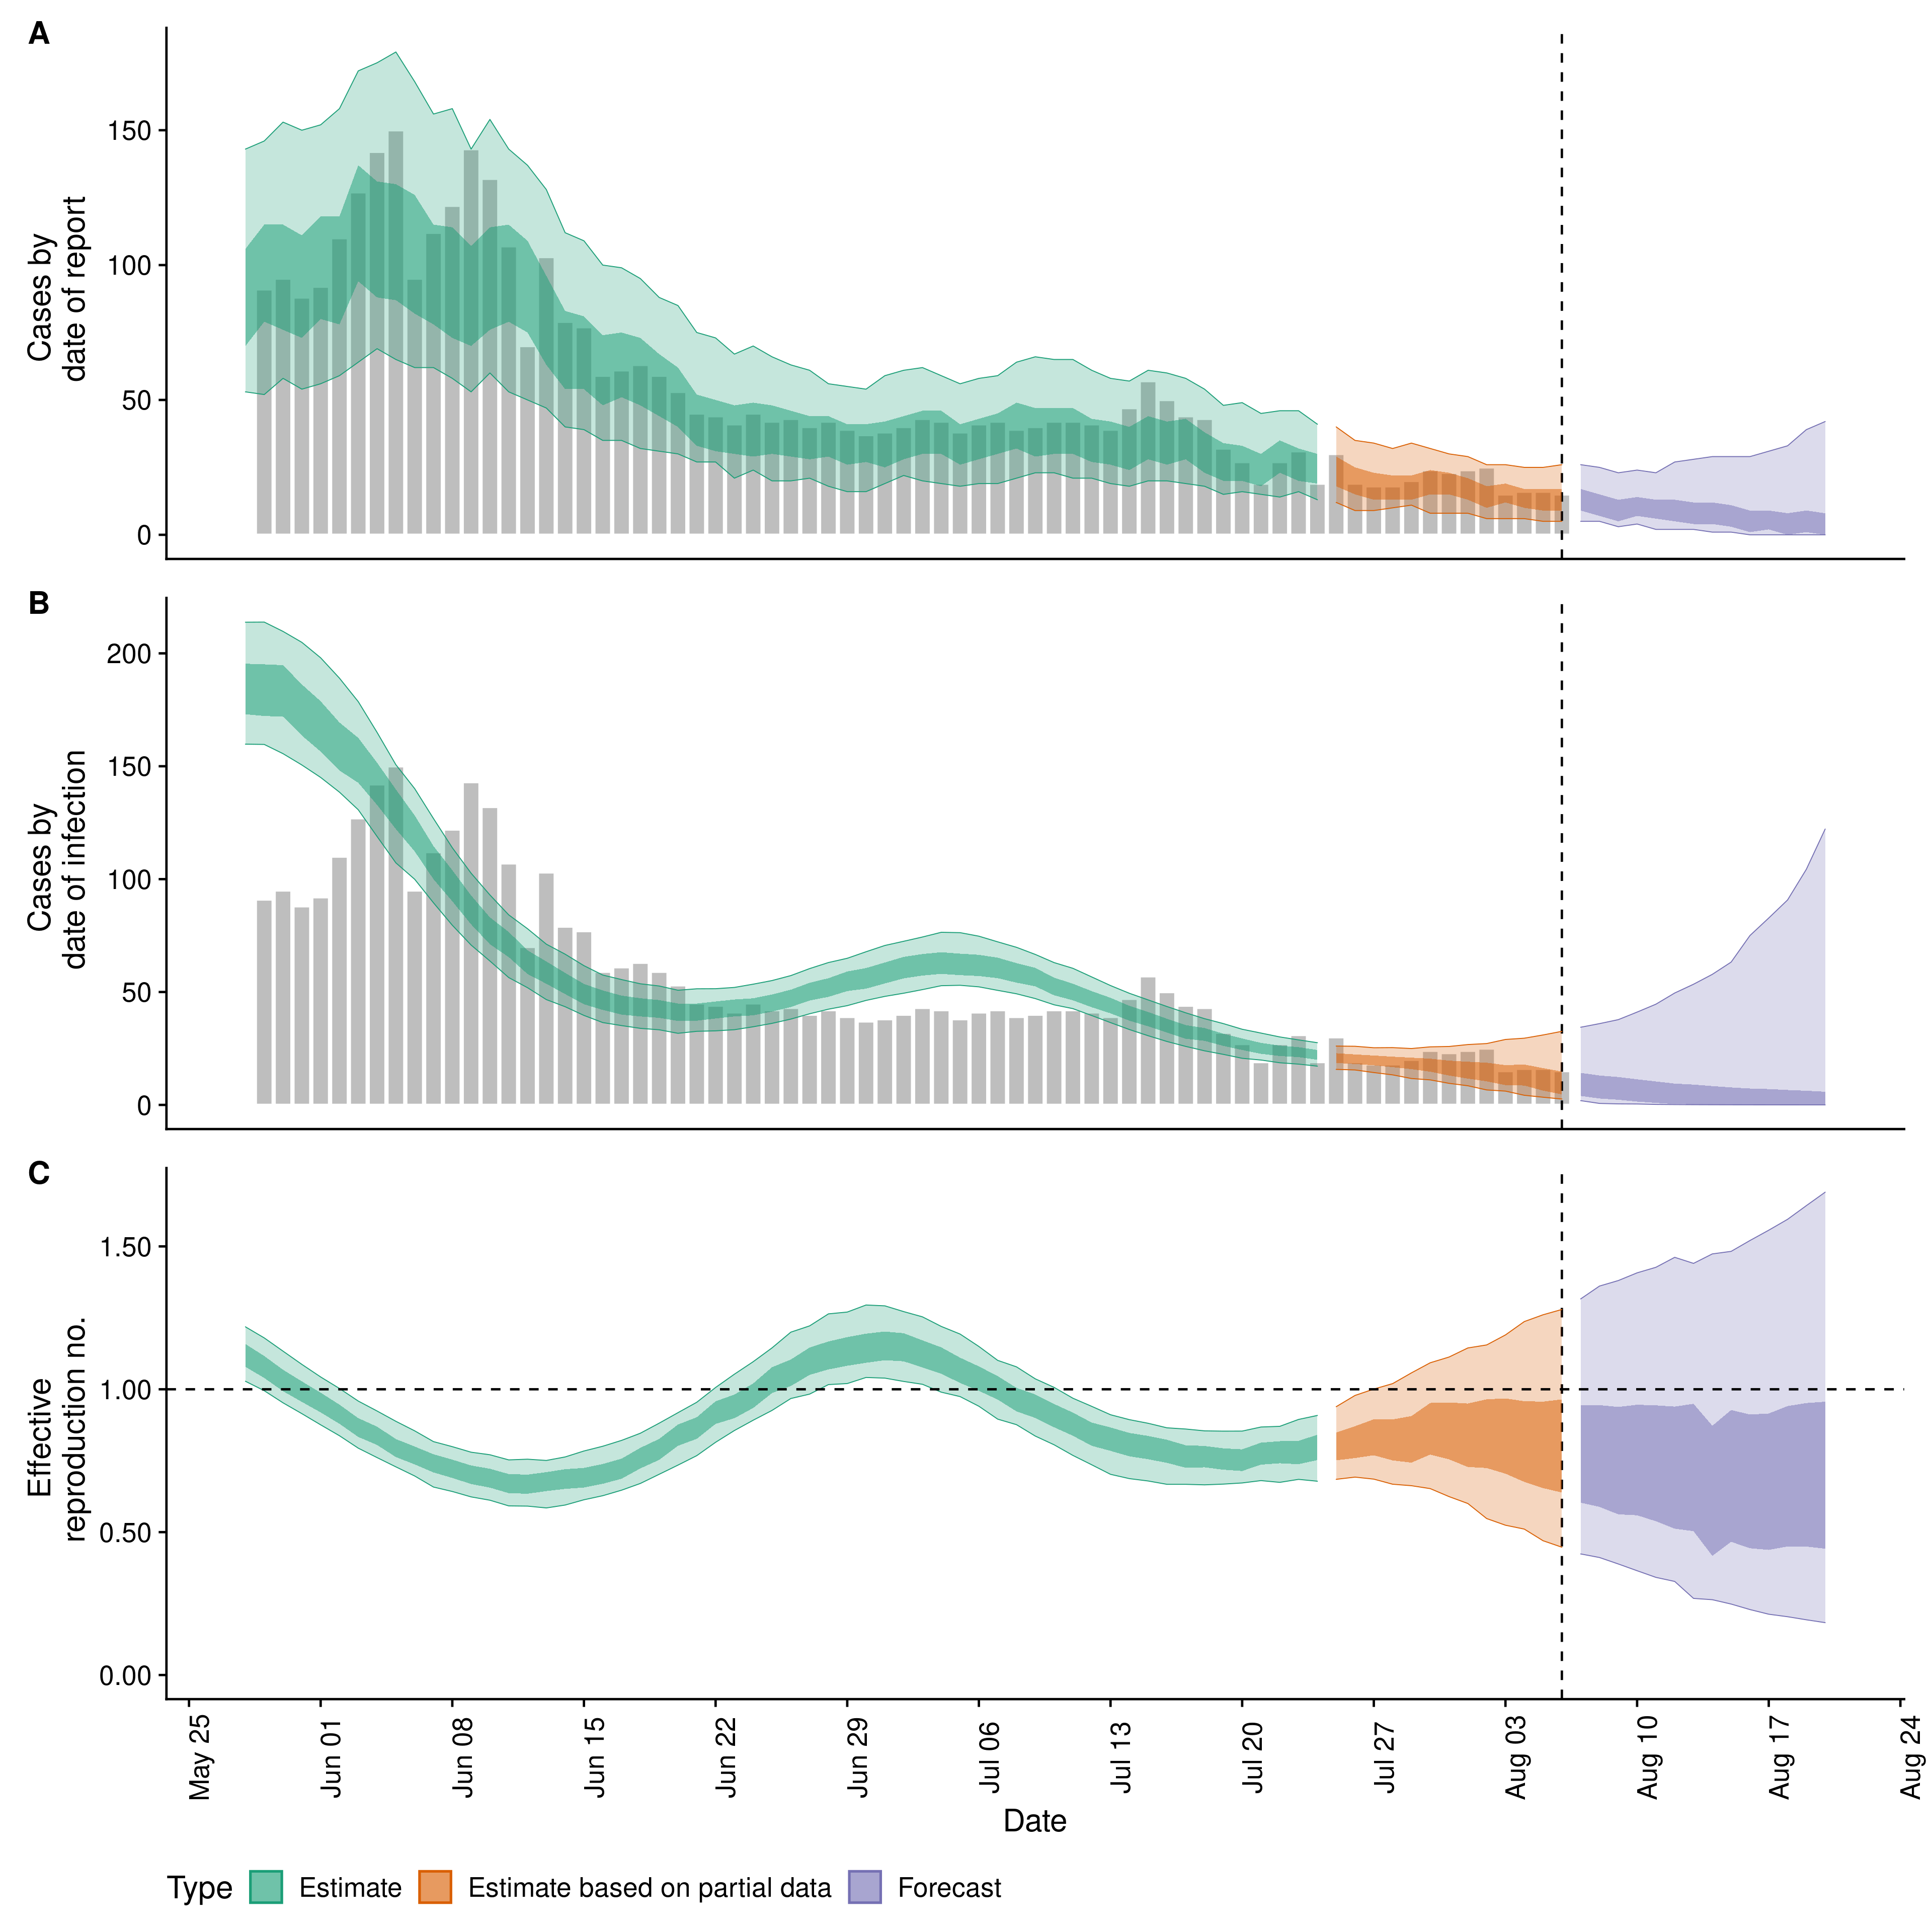 A
Cases by
date of report
150
100
50
0
B
Cases by
date of infection
200
150
100
50
0
C
Effective
reproduction no.
1.50
1.00
0.50
0.00
May 25
Jun 01
Jun 08
Jun 15
Jun 22
Jun 29
Jul 06
Jul 13
Jul 20
Jul 27
Aug 03
Aug 10
Aug 17
Aug 24
Date
Type
Estimate
Estimate based on partial data
Forecast